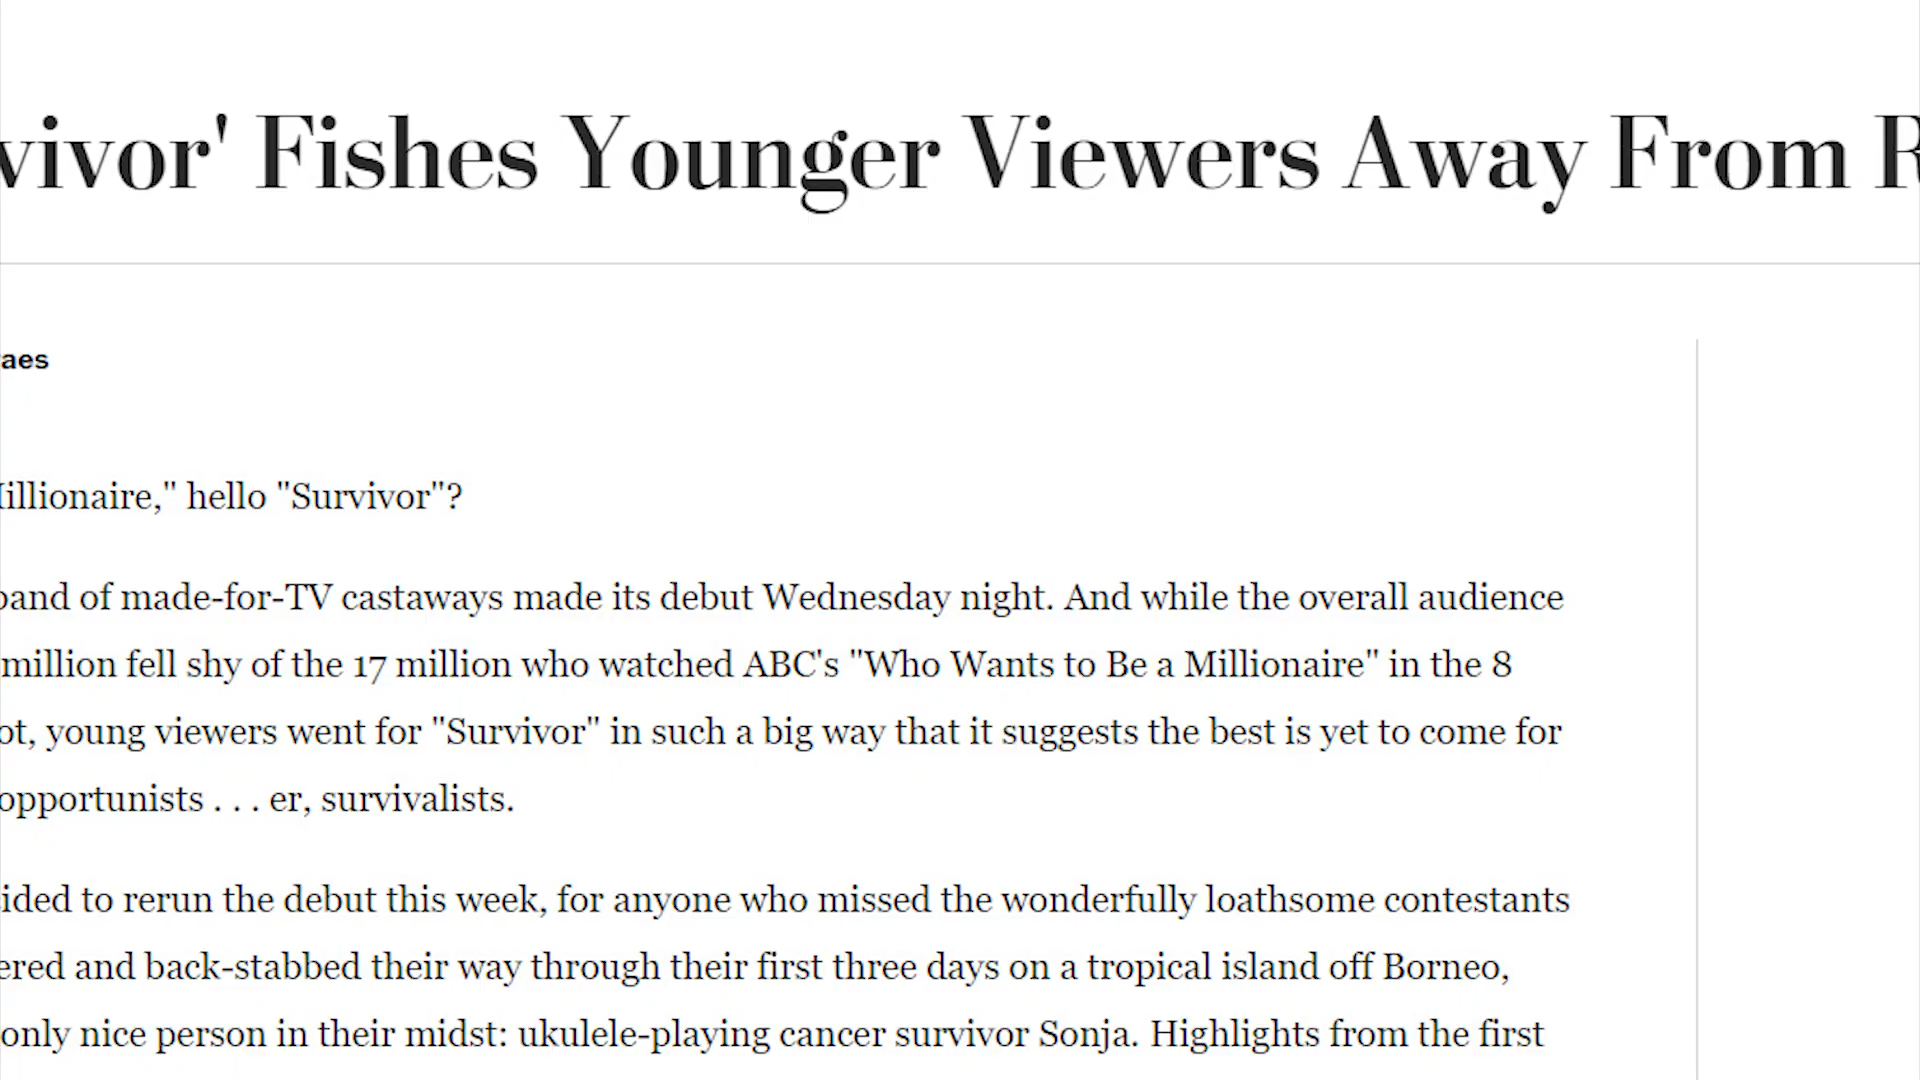 vivor' Fishes Younger Viewers Away From R
aes
illionaire," hello "Survivor"?
band of made-for-TV castaways made its debut Wednesday night. And while the overall audience
million fell shy of the 17 million who watched ABC's "Who Wants to Be a Millionaire" in the 8
ot, young viewers went for "Survivor" in such a big way that it suggests the best is yet to come for
opportunists . . . er, survivalists.
ided to rerun the debut this week, for anyone who missed the wonderfully loathsome contestants
ered and back-stabbed their way through their first three days on a tropical island off Borneo,
only nice person in their midst: ukulele-playing cancer survivor Sonja. Highlights from the first